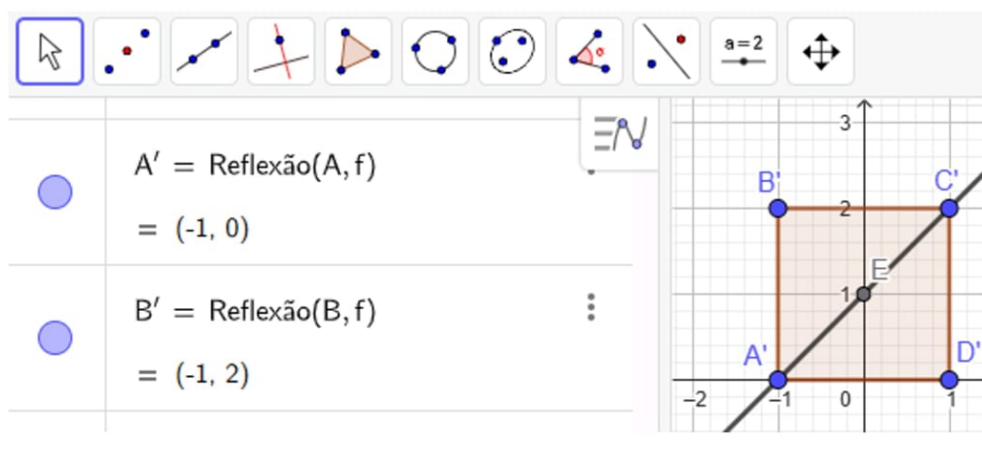 a=2
A′ = Reflexão(A, f)
= (-1, 0)
B′ = Reflexão(B, f)
= (-1, 2)
3
B' C'
2
E
1
A' D'
−2 −1 0 1